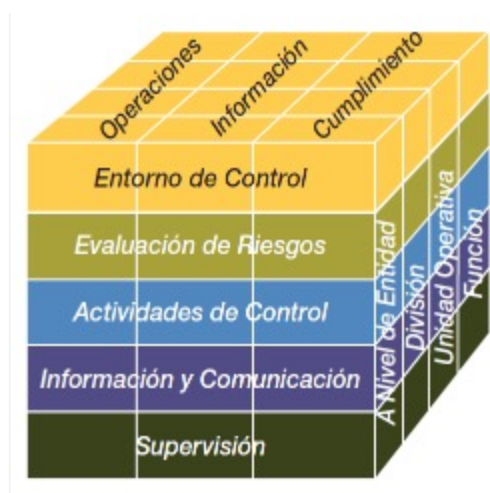 Operaciones
Información
Cumplimiento
Entorno de Control
Evaluación de Riesgos
Actividades de Control
Información y Comunicación
Supervisión
A Nivel de Entidad
División
Unidad Operativa
Función